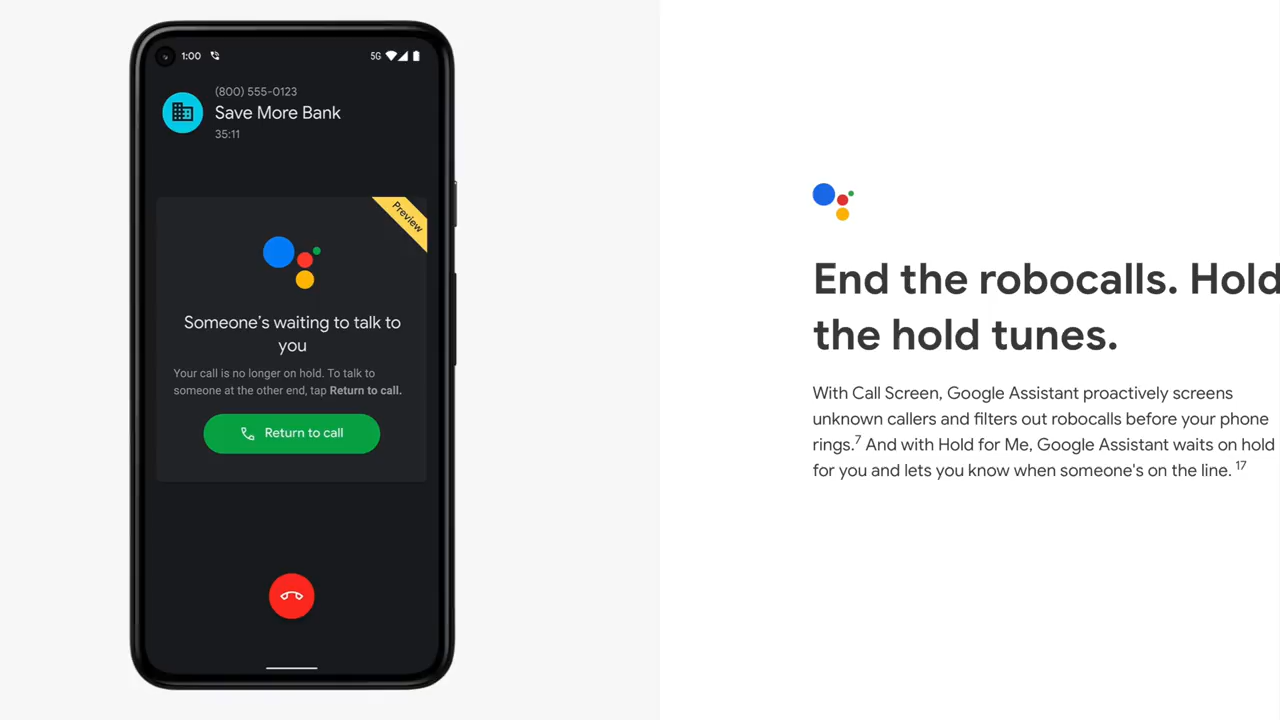 1:00
5G
(800) 555-0123
Save More Bank
35:11
Preview
Someone’s waiting to talk to
you
Your call is no longer on hold. To talk to
someone at the other end, tap Return to call.
Return to call
End the robocalls. Hold
the hold tunes.
With Call Screen, Google Assistant proactively screens
unknown callers and filters out robocalls before your phone
rings.7 And with Hold for Me, Google Assistant waits on hold
for you and lets you know when someone's on the line. 17